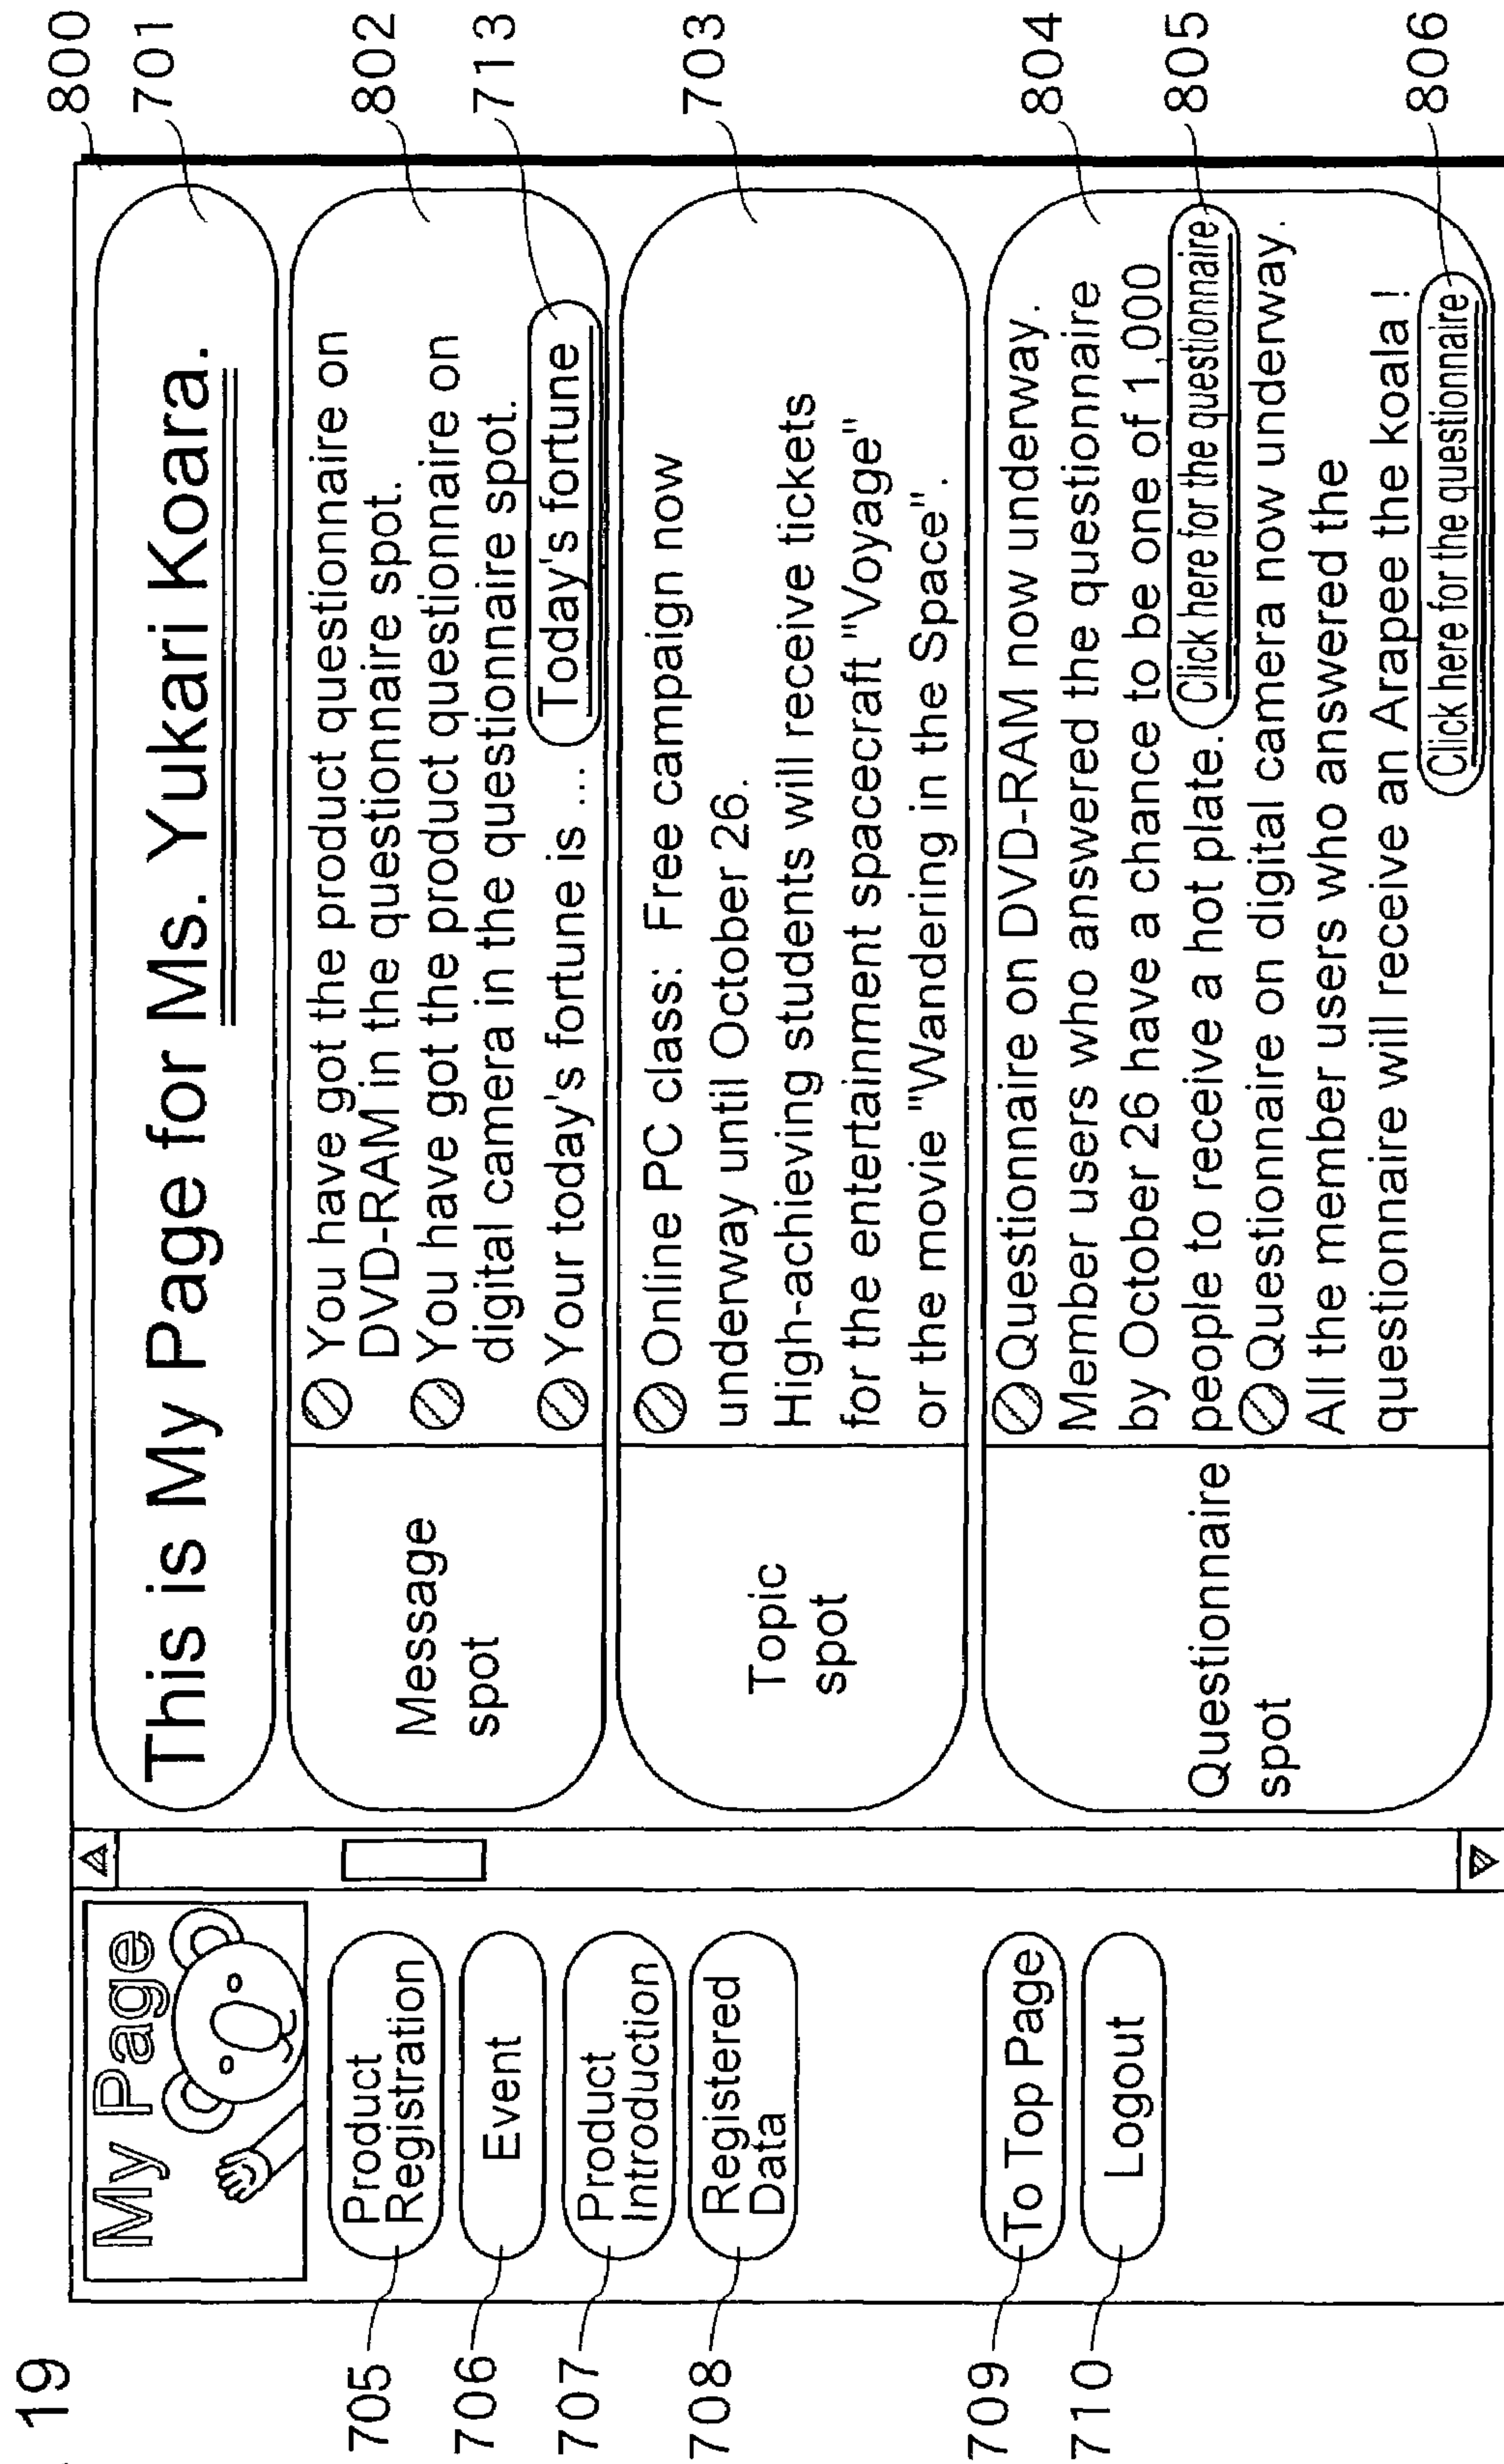 . 19
800
701
802
713
703
804
805
806
My Page
705
Product
Registration
706
Event
707
Product
Introduction
708
Registered
Data
709
To Top Page
710
Logout
This is My Page for Ms. Yukari Koara.
Message
spot
You have got the product questionnaire on
DVD-RAM in the questionnaire spot.
You have got the product questionnaire on
digital camera in the questionnaire spot.
Your today's fortune is ... Today's fortune
Topic
spot
Online PC class: Free campaign now
underway until October 26.
High-achieving students will receive tickets
for the entertainment spacecraft "Voyage"
or the movie "Wandering in the Space".
Questionnaire
spot
Questionnaire on DVD-RAM now underway.
Member users who answered the questionnaire
by October 26 have a chance to be one of 1,000
people to receive a hot plate. Click here for the questionnaire
Questionnaire on digital camera now underway.
All the member users who answered the
questionnaire will receive an Arapee the koala !
Click here for the questionnaire